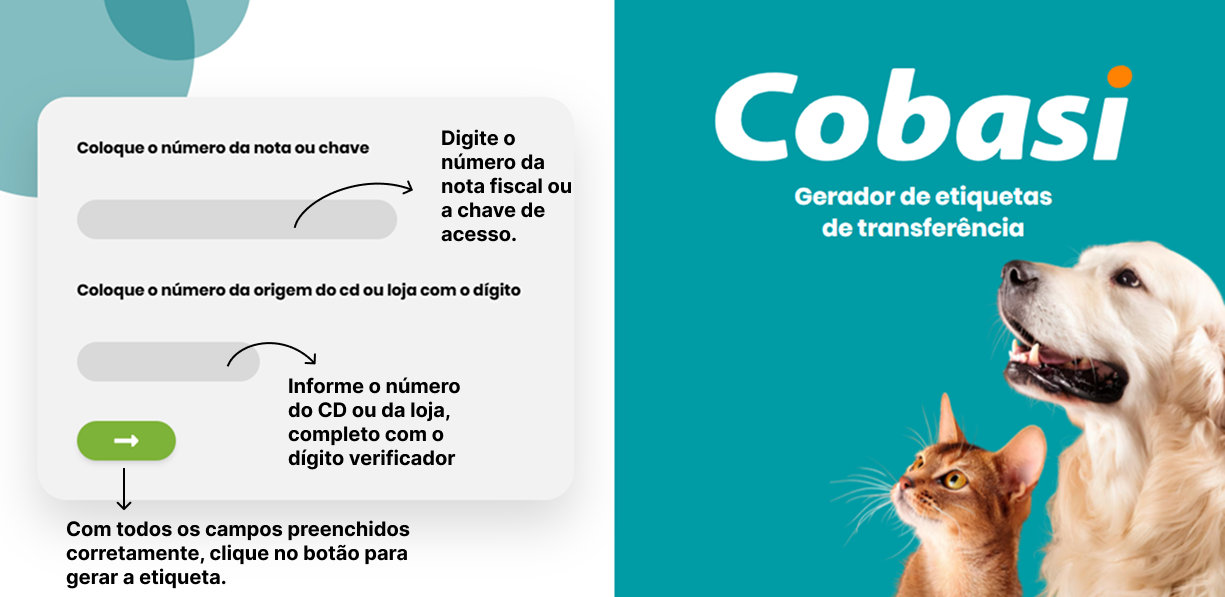 Coloque o número da nota ou chave
Digite o
número da
nota fiscal ou
a chave de
acesso.
Coloque o número da origem do cd ou loja com o dígito
Informe o número
do CD ou da loja,
completo com o
dígito verificador
Com todos os campos preenchidos
corretamente, clique no botão para
gerar a etiqueta.
Cobasi
Gerador de etiquetas
de transferência